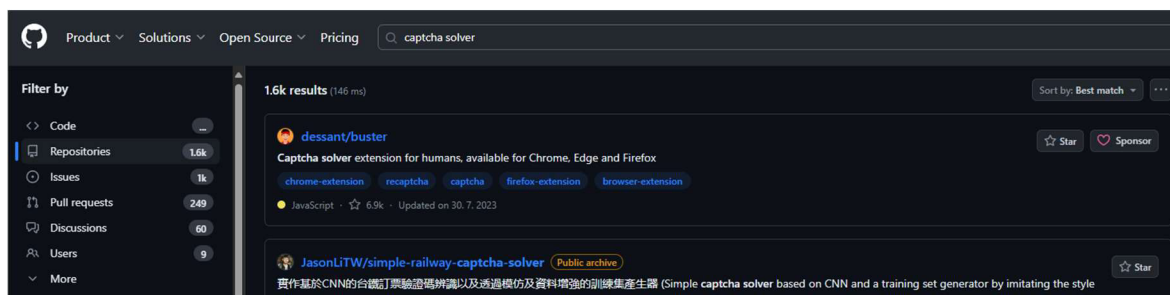 Product Solutions Open Source Pricing captcha solver
Filter by
Code ...
Repositories 1.6k
Issues 1k
Pull requests 249
Discussions 60
Users 9
More
1.6k results (146 ms)
Sort by: Best match ...
dessant/buster
Star Sponsor
Captcha solver extension for humans, available for Chrome, Edge and Firefox
chrome-extension recaptcha captcha firefox-extension browser-extension
JavaScript · 6.9k · Updated on 30. 7. 2023
JasonLiTW/simple-railway-captcha-solver Public archive
Star
實作基於CNN的台鐵訂票驗證碼辨識以及透過模仿及資料增強的訓練集產生器 (Simple captcha solver based on CNN and a training set generator by imitating the style